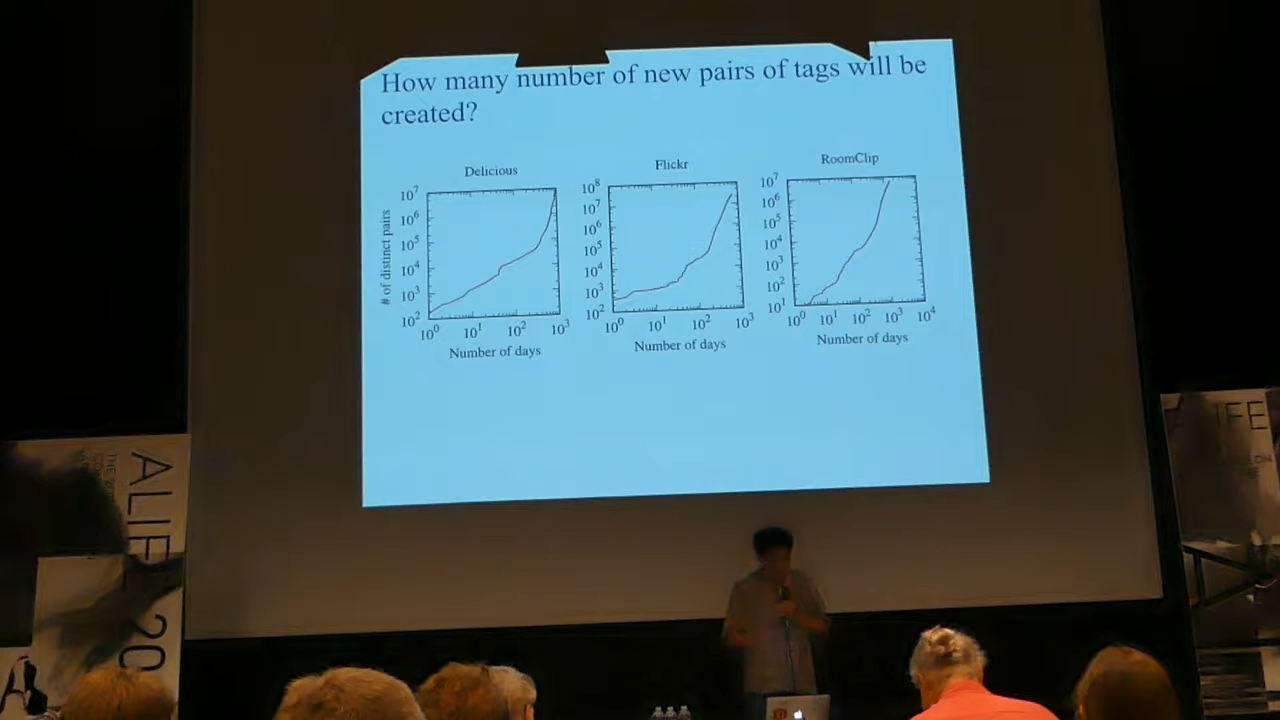 How many number of new pairs of tags will be
created?
Delicious
Flickr
RoomClip
# of distinct pairs
10^7
10^6
10^5
10^4
10^3
10^2
10^0 10^1 10^2 10^3
Number of days
10^8
10^7
10^6
10^5
10^4
10^3
10^2
10^0 10^1 10^2 10^3
Number of days
10^7
10^6
10^5
10^4
10^3
10^2
10^1
10^0 10^1 10^2 10^3 10^4
Number of days
ALIFE
20
THE
IFE
ON